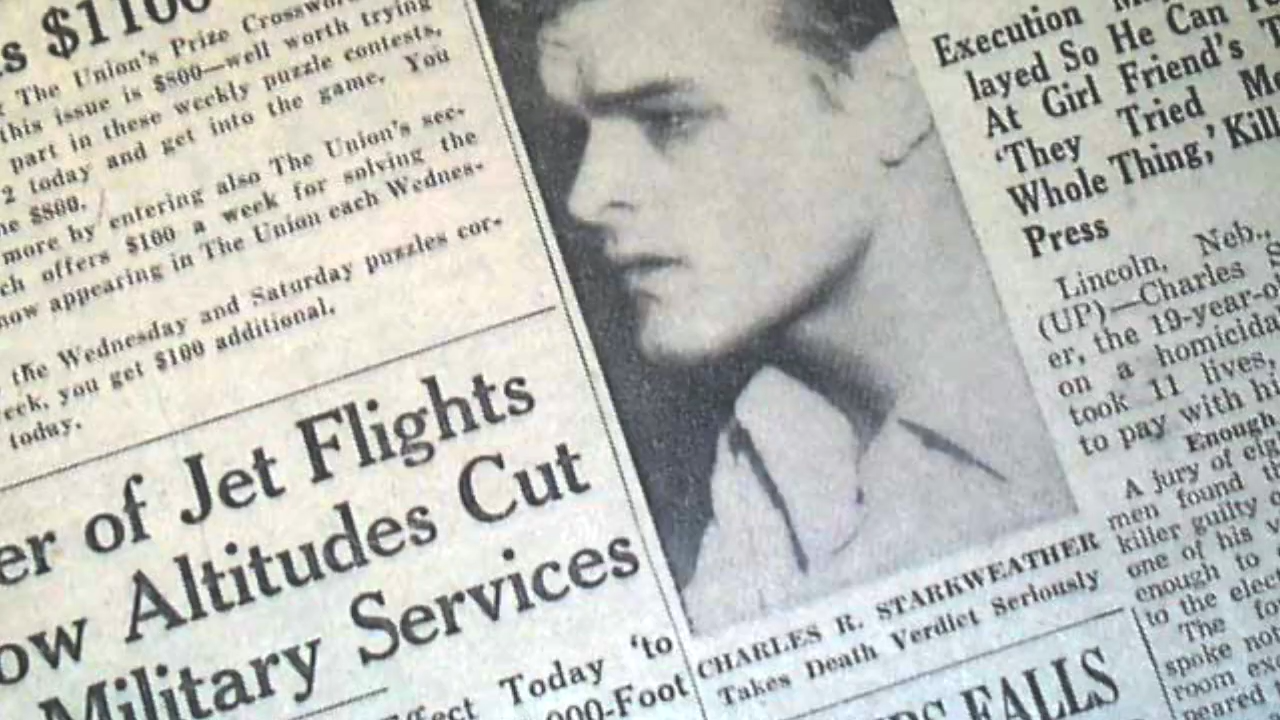 s $1100
The Union's Prize Crossword
this issue is $800—well worth trying
part in these weekly puzzle contests.
2 today and get into the game. You
$800.
more by entering also The Union's sec-
ch offers $100 a week for solving the
now appearing in The Union each Wednes-
the Wednesday and Saturday puzzles cor-
eek, you get $100 additional.
today.
er of Jet Flights
ow Altitudes Cut
Military Services
Today 'to
000-Foot
CHARLES R. STARKWEATHER
Takes Death Verdict Seriously
FALLS
Execution
layed So He Can
At Girl Friend's
'They Tried
Whole Thing,' Kill
Press
Lincoln, Neb.,
(UP)—Charles S
er, the 19-year-o
on a homicida
took 11 lives,
to pay with hi
Enough
A jury of eig
men found th
killer guilty
one of his v
enough to
to the elec
The fo
spoke no
room ex
peared